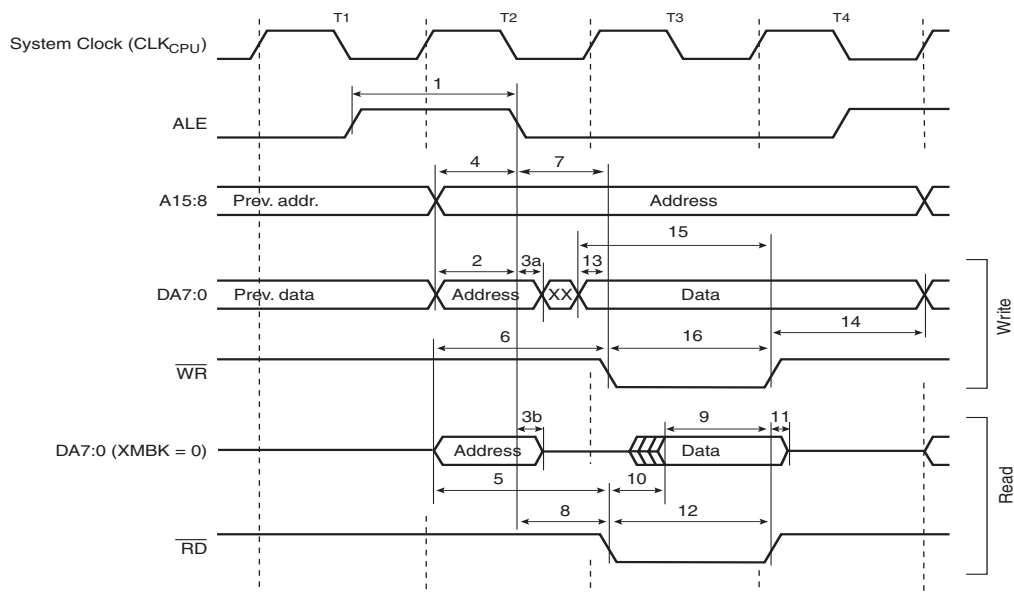 T1 T2 T3 T4
System Clock (CLKCPU)
1
ALE
4 7
A15:8 Prev. addr. Address
15
2 3a 13
DA7:0 Prev. data Address XX Data
14
6 16
WR
Write
3b 9 11
DA7:0 (XMBK = 0) Address Data
5 10
8 12
RD
Read